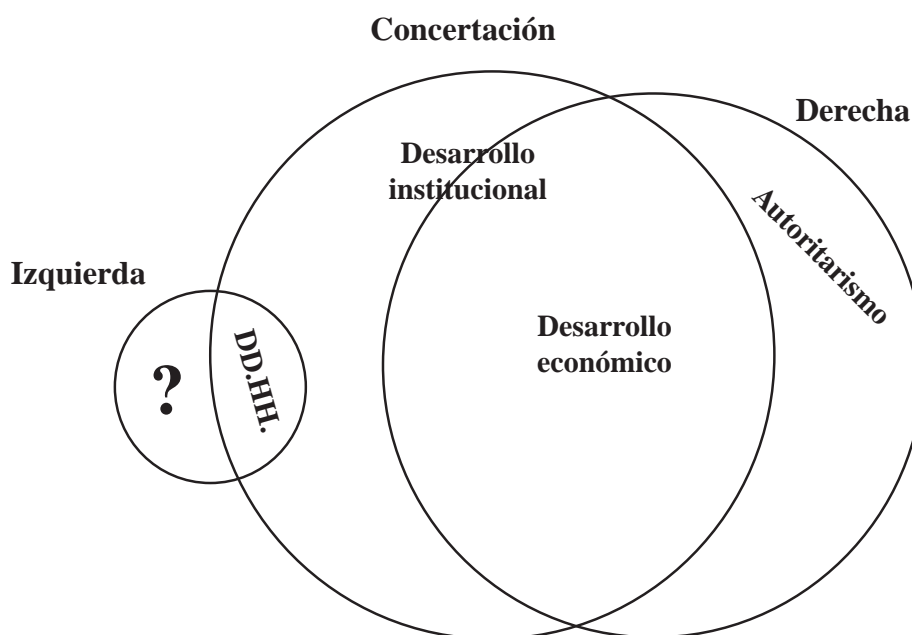 Concertación
Derecha
Desarrollo
institucional
Autoritarismo
Izquierda
Desarrollo
económico
DD.HH.
?